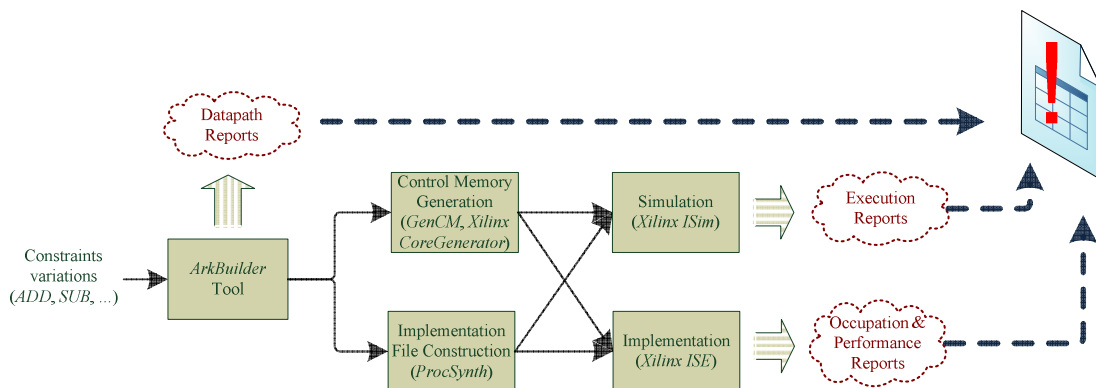 Datapath
Reports
Constraints
variations
(ADD, SUB, ...)
ArkBuilder
Tool
Control Memory
Generation
(GenCM, Xilinx
CoreGenerator)
Implementation
File Construction
(ProcSynth)
Simulation
(Xilinx ISim)
Implementation
(Xilinx ISE)
Execution
Reports
Occupation &
Performance
Reports
!